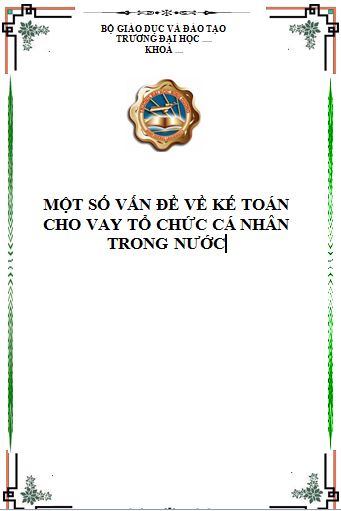 BỘ GIÁO DỤC VÀ ĐÀO TẠO
TRƯỜNG ĐẠI HỌC .....
KHOA .....
MỘT SỐ VẤN ĐỀ VỀ KẾ TOÁN
CHO VAY TỔ CHỨC CÁ NHÂN
TRONG NƯỚC